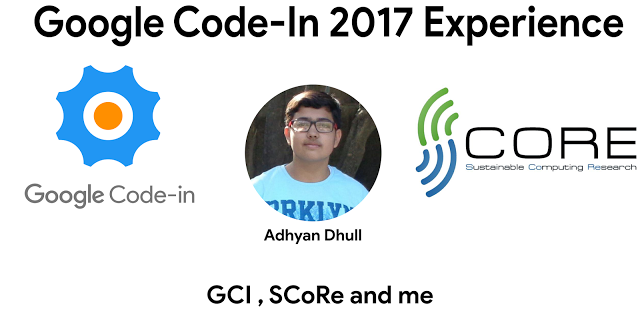 Google Code-In 2017 Experience
Google Code-in
CORE
Sustainable Computing Research
Adhyan Dhull
GCI , SCoRe and me